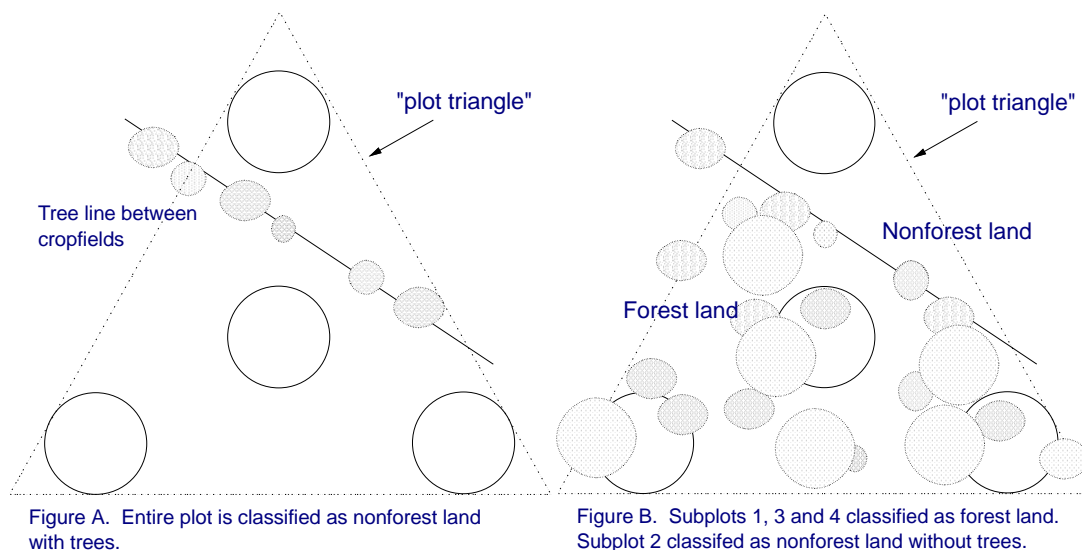 "plot triangle"
Tree line between
cropfields
Figure A.  Entire plot is classified as nonforest land
with trees.
"plot triangle"
Nonforest land
Forest land
Figure B.  Subplots 1, 3 and 4 classified as forest land.
Subplot 2 classifed as nonforest land without trees.